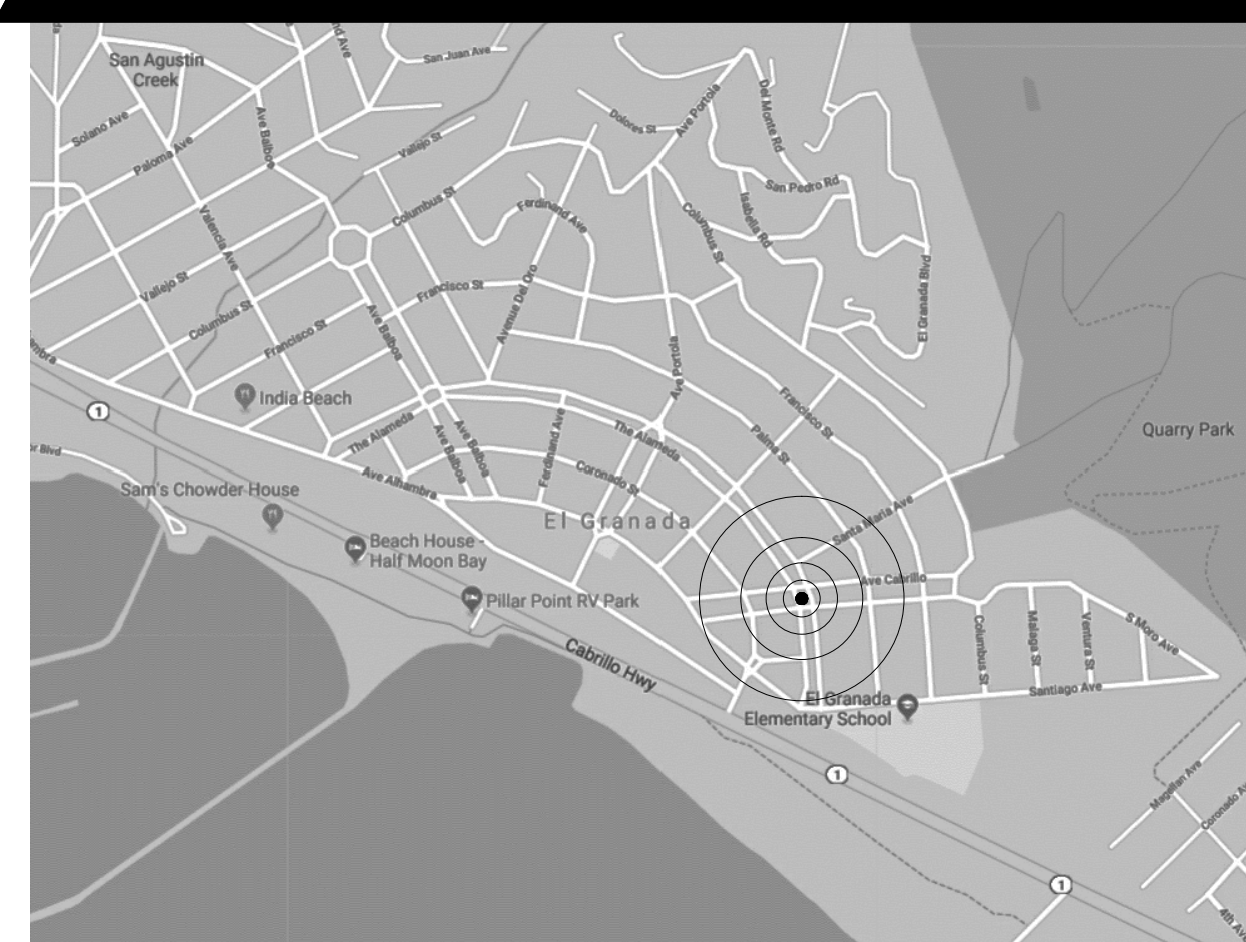 San Agustin
Creek
San Juan Ave
Solano Ave
Paloma Ave
Ave Balboa
Vallejo St
Dolores St
Ave Portola
Del Monte Rd
San Pedro Rd
Isabella Rd
Columbus St
Ferdinand Ave
Columbus St
Valencia Ave
Vallejo St
Columbus St
Francisco St
Francisco St
Avenue Del Oro
El Granada Blvd
Ave Balboa
Ave Portola
India Beach
1
The Alameda
Ave Balboa
Ave Balboa
Ferdinand Ave
The Alameda
Francisco St
Palma St
Quarry Park
Ave Alhambra
Coronado St
Sam's Chowder House
El Granada
Santa Maria Ave
Beach House -
Half Moon Bay
Ave Cabrillo
Pillar Point RV Park
Cabrillo Hwy
Columbus St
Malaga St
Ventura St
S Moro Ave
Santiago Ave
El Granada
Elementary School
1
Magellan Ave
1
4th Av